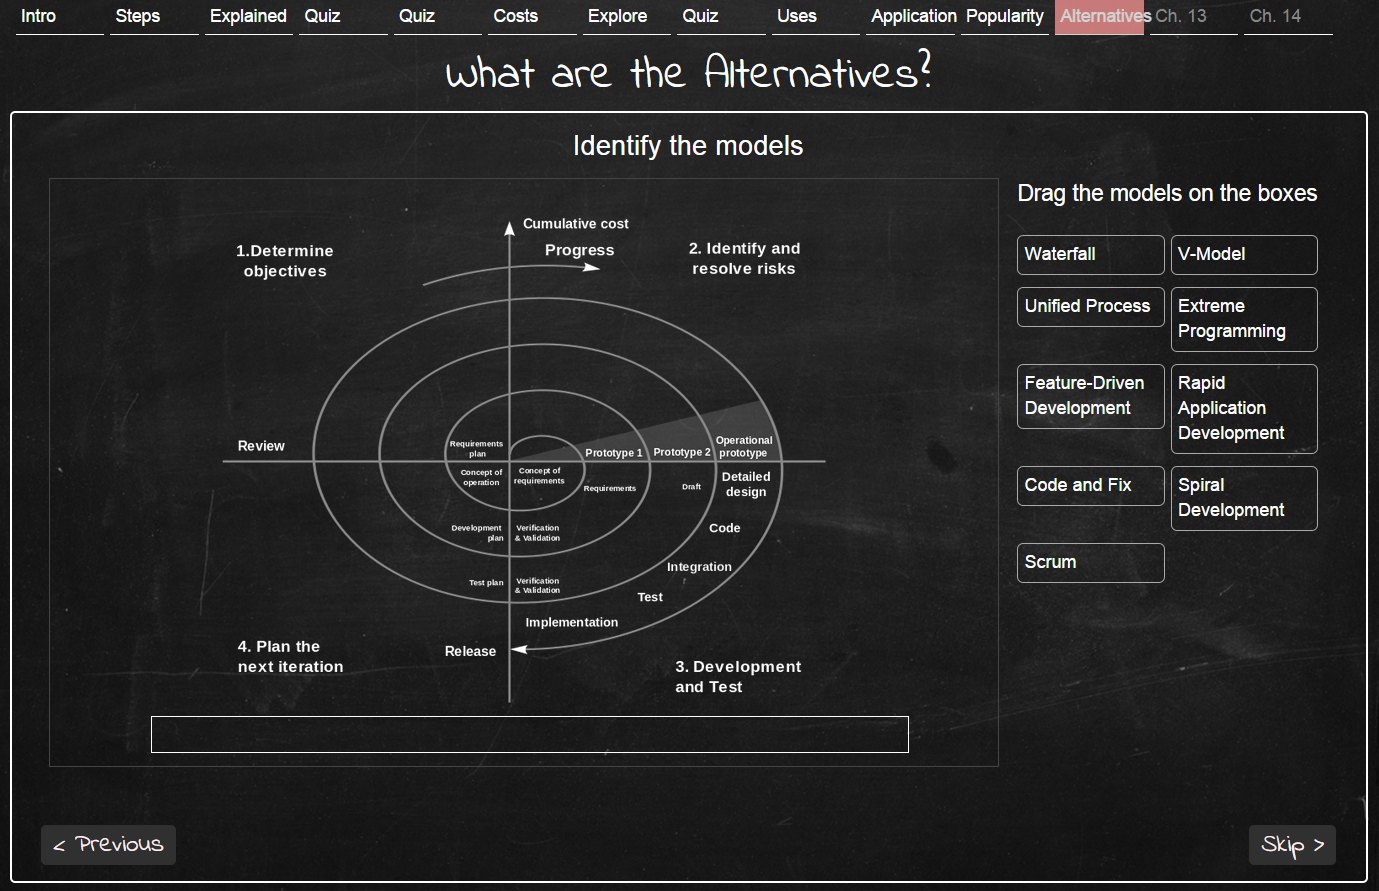 Intro
Steps
Explained
Quiz
Quiz
Costs
Explore
Quiz
Uses
Application
Popularity
Alternatives
Ch. 13
Ch. 14
What are the Alternatives?
Identify the models
Cumulative cost
Progress
1.Determine
objectives
2. Identify and
resolve risks
Review
Requirements
plan
Concept of
operation
Concept of
requirements
Prototype 1
Prototype 2
Operational
prototype
Requirements
Draft
Detailed
design
Development
plan
Verification
& Validation
Code
Integration
Test plan
Verification
& Validation
Test
Implementation
Release
4. Plan the
next iteration
3. Development
and Test
Drag the models on the boxes
Waterfall
V-Model
Unified Process
Extreme
Programming
Feature-Driven
Development
Rapid
Application
Development
Code and Fix
Spiral
Development
Scrum
< Previous
Skip >